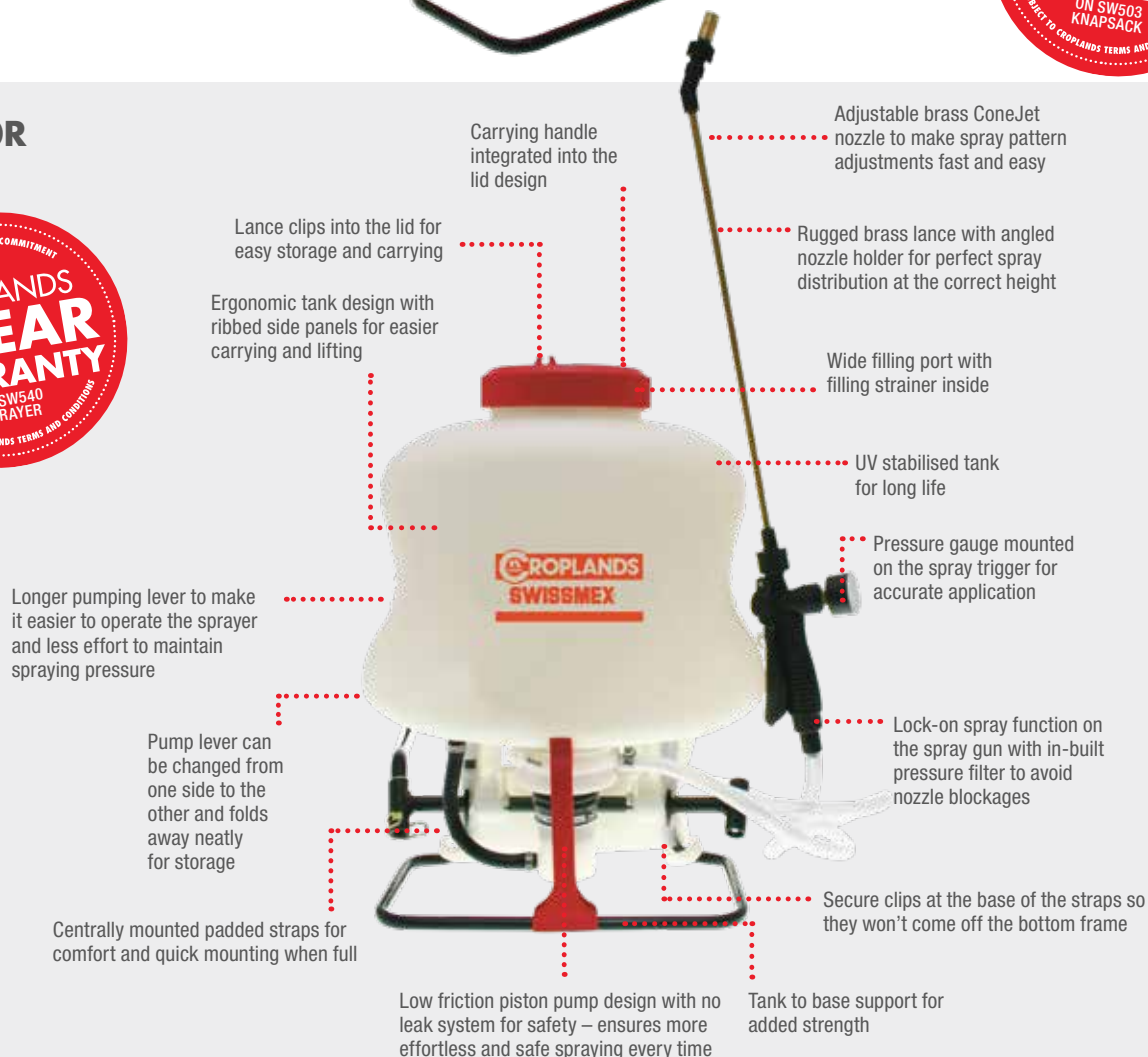 ON SW503
KNAPSACK
TO CROPLANDS TERMS AND
OR
COMMITMENT
SW540
TERMS AND CONDITIONS
Carrying handle
integrated into the
lid design
Adjustable brass ConeJet
nozzle to make spray pattern
adjustments fast and easy
Lance clips into the lid for
easy storage and carrying
Rugged brass lance with angled
nozzle holder for perfect spray
distribution at the correct height
Ergonomic tank design with
ribbed side panels for easier
carrying and lifting
Wide filling port with
filling strainer inside
UV stabilised tank
for long life
CROPLANDS
SWISSMEX
Pressure gauge mounted
on the spray trigger for
accurate application
Longer pumping lever to make
it easier to operate the sprayer
and less effort to maintain
spraying pressure
Lock-on spray function on
the spray gun with in-built
pressure filter to avoid
nozzle blockages
Pump lever can
be changed from
one side to the
other and folds
away neatly
for storage
Secure clips at the base of the straps so
they won't come off the bottom frame
Centrally mounted padded straps for
comfort and quick mounting when full
Low friction piston pump design with no
leak system for safety – ensures more
effortless and safe spraying every time
Tank to base support for
added strength